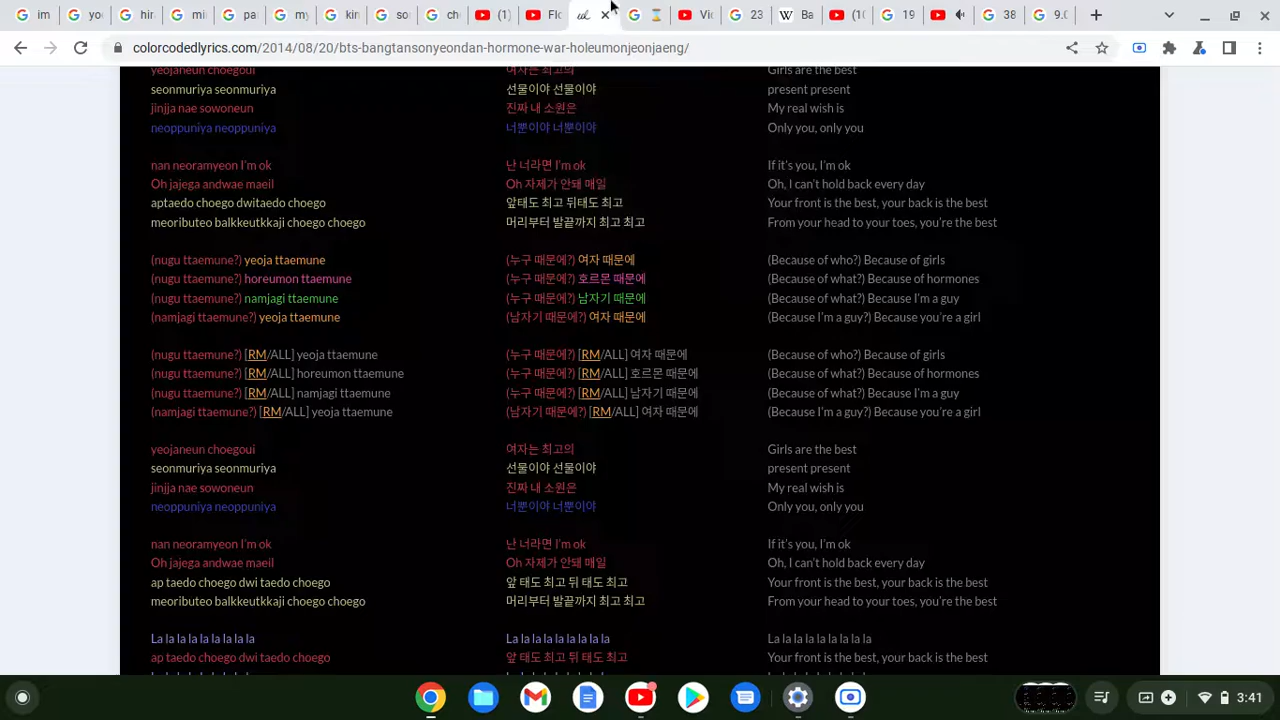 im
hir
mi
pa
my
kir
so
ch
(1)
Flo
9.0
Vic
23
W
Ba
(10
19
38
colorcodedlyrics.com/2014/08/20/bts-bangtansonyeondan-hormone-war-holeumonjeonjaeng/
yeojaneun choegoui 여자는 최고의 Girls are the best
seonmuriya seonmuriya 선물이야 선물이야 present present
jinjja nae sowoneun 진짜 내 소원은 My real wish is
neoppuniya neoppuniya 너뿐이야 너뿐이야 Only you, only you
nan neoramyeon I'm ok 난 너라면 I'm ok If it's you, I'm ok
Oh jajega andwae maeil Oh 자제가 안돼 매일 Oh, I can't hold back every day
aptaedo choego dwitaedo choego 앞태도 최고 뒤태도 최고 Your front is the best, your back is the best
meoributeo balkkeutkkaji choego choego 머리부터 발끝까지 최고 최고 From your head to your toes, you're the best
(nugu ttaemune?) yeoja ttaemune (누구 때문에?) 여자 때문에 (Because of who?) Because of girls
(nugu ttaemune?) horeumon ttaemune (누구 때문에?) 호르몬 때문에 (Because of what?) Because of hormones
(nugu ttaemune?) namjagi ttaemune (누구 때문에?) 남자기 때문에 (Because of what?) Because I'm a guy
(namjagi ttaemune?) yeoja ttaemune (남자기 때문에?) 여자 때문에 (Because I'm a guy?) Because you're a girl
(nugu ttaemune?) [RM/ALL] yeoja ttaemune (누구 때문에?) [RM/ALL] 여자 때문에 (Because of who?) Because of girls
(nugu ttaemune?) [RM/ALL] horeumon ttaemune (누구 때문에?) [RM/ALL] 호르몬 때문에 (Because of what?) Because of hormones
(nugu ttaemune?) [RM/ALL] namjagi ttaemune (누구 때문에?) [RM/ALL] 남자기 때문에 (Because of what?) Because I'm a guy
(namjagi ttaemune?) [RM/ALL] yeoja ttaemune (남자기 때문에?) [RM/ALL] 여자 때문에 (Because I'm a guy?) Because you're a girl
yeojaneun choegoui 여자는 최고의 Girls are the best
seonmuriya seonmuriya 선물이야 선물이야 present present
jinjja nae sowoneun 진짜 내 소원은 My real wish is
neoppuniya neoppuniya 너뿐이야 너뿐이야 Only you, only you
nan neoramyeon I'm ok 난 너라면 I'm ok If it's you, I'm ok
Oh jajega andwae maeil Oh 자제가 안돼 매일 Oh, I can't hold back every day
ap taedo choego dwi taedo choego 앞 태도 최고 뒤 태도 최고 Your front is the best, your back is the best
meoributeo balkkeutkkaji choego choego 머리부터 발끝까지 최고 최고 From your head to your toes, you're the best
La la la la la la la la la La la la la la la la la la La la la la la la la la la
ap taedo choego dwi taedo choego 앞 태도 최고 뒤 태도 최고 Your front is the best, your back is the best
3:41